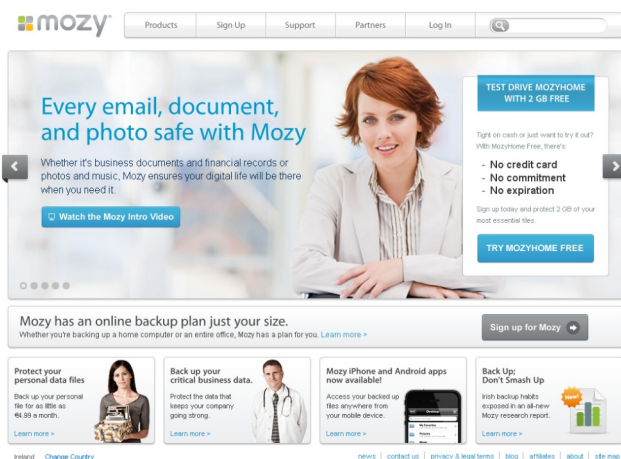 mozy
Products Sign Up Support Partners Log In
Every email, document,
and photo safe with Mozy
Whether it's business documents and financial records or
photos and music, Mozy ensures your digital life will be there
when you need it.
Watch the Mozy Intro Video
TEST DRIVE MOZYHOME
WITH 2 GB FREE
Tight on cash or just want to try it out?
With MozyHome Free, there's:
- No credit card
- No commitment
- No expiration
Sign up today and protect 2 GB of your
most essential files.
TRY MOZYHOME FREE
Mozy has an online backup plan just your size.
Whether you're backing up a home computer or an entire office, Mozy has a plan for you. Learn more >
Sign up for Mozy
Protect your
personal data files
Back up your personal
file for as little as
€4.99 a month.
Learn more >
Back up your
critical business data.
Protect the data that
keeps your company
going strong.
Learn more >
Mozy iPhone and Android apps
now available!
Access your backed up
files anywhere from
your mobile device.
Learn more >
Desktop
Back Up;
Don't Smash Up
Irish backup habits
exposed in an all-new
Mozy research report.
Learn more >
New!
Ireland Change Country
news | contact us | privacy & legal terms | blog | affiliates | about | site map